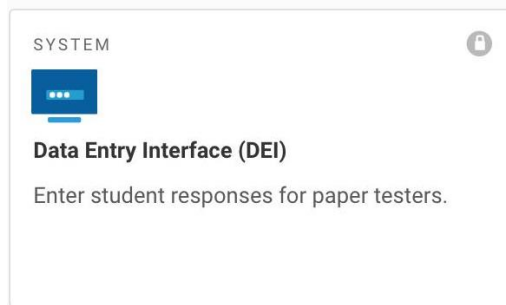 SYSTEM
Data Entry Interface (DEI)
Enter student responses for paper testers.